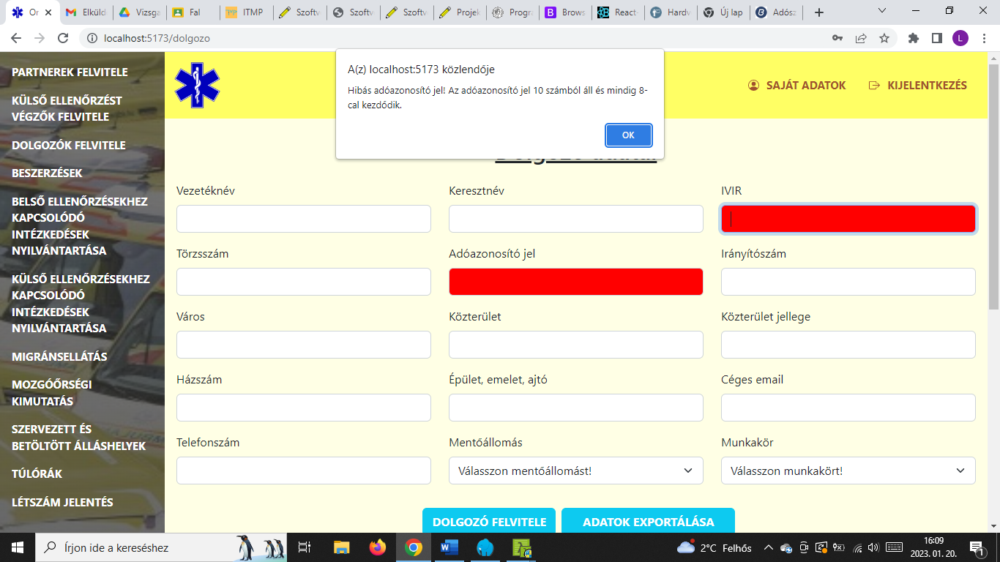 Or
Elküld
Vizsga
Fal
ITMP
Szoftv
Szoftv
Szoftv
Projek
Progra
Brows
React
Hardv
Új lap
Adósz
localhost:5173/dolgozo
L
PARTNEREK FELVITELE
KÜLSŐ ELLENŐRZÉST
VÉGZŐK FELVITELE
DOLGOZÓK FELVITELE
BESZERZÉSEK
BELSŐ ELLENŐRZÉSEKHEZ
KAPCSOLÓDÓ
INTÉZKEDÉSEK
NYILVÁNTARTÁSA
KÜLSŐ ELLENŐRZÉSEKHEZ
KAPCSOLÓDÓ
INTÉZKEDÉSEK
NYILVÁNTARTÁSA
MIGRÁNSELLÁTÁS
MOZGÓŐRSÉGI
KIMUTATÁS
SZERVEZETT ÉS
BETÖLTÖTT ÁLLÁSHELYEK
TÚLÓRÁK
LÉTSZÁM JELENTÉS
A(z) localhost:5173 közlendője
Hibás adóazonosító jel! Az adóazonosító jel 10 számból áll és mindig 8-
cal kezdődik.
OK
SAJÁT ADATOK
KIJELENTKEZÉS
Vezetéknév
Keresztnév
IVIR
Törzsszám
Adóazonosító jel
Irányítószám
Város
Közterület
Közterület jellege
Házszám
Épület, emelet, ajtó
Céges email
Telefonszám
Mentőállomás
Munkakör
Válasszon mentőállomást!
Válasszon munkakört!
DOLGOZÓ FELVITELE
ADATOK EXPORTÁLÁSA
Írjon ide a kereséshez
2°C Felhős
16:09
2023. 01. 20.
1